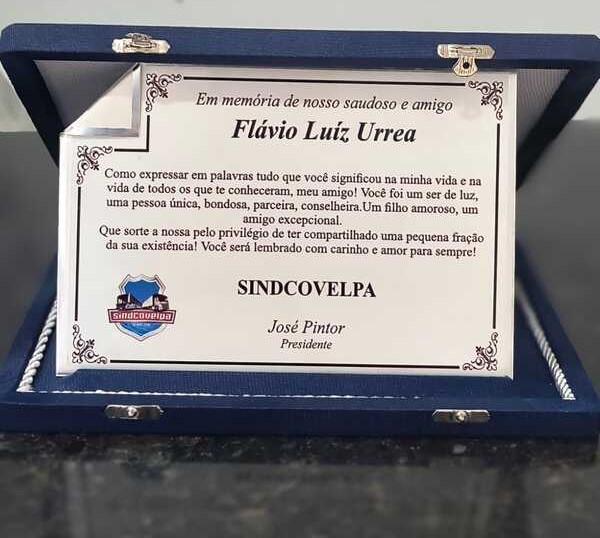 Em memória de nosso saudoso e amigo
Flávio Luíz Urrea
Como expressar em palavras tudo que você significou na minha vida e na
vida de todos os que te conheceram, meu amigo! Você foi um ser de luz,
uma pessoa única, bondosa, parceira, conselheira.Um filho amoroso, um
amigo excepcional.
Que sorte a nossa pelo privilégio de ter compartilhado uma pequena fração
da sua existência! Você será lembrado com carinho e amor para sempre!
SINDCOVELPA
sindcovelpa
José Pintor
Presidente